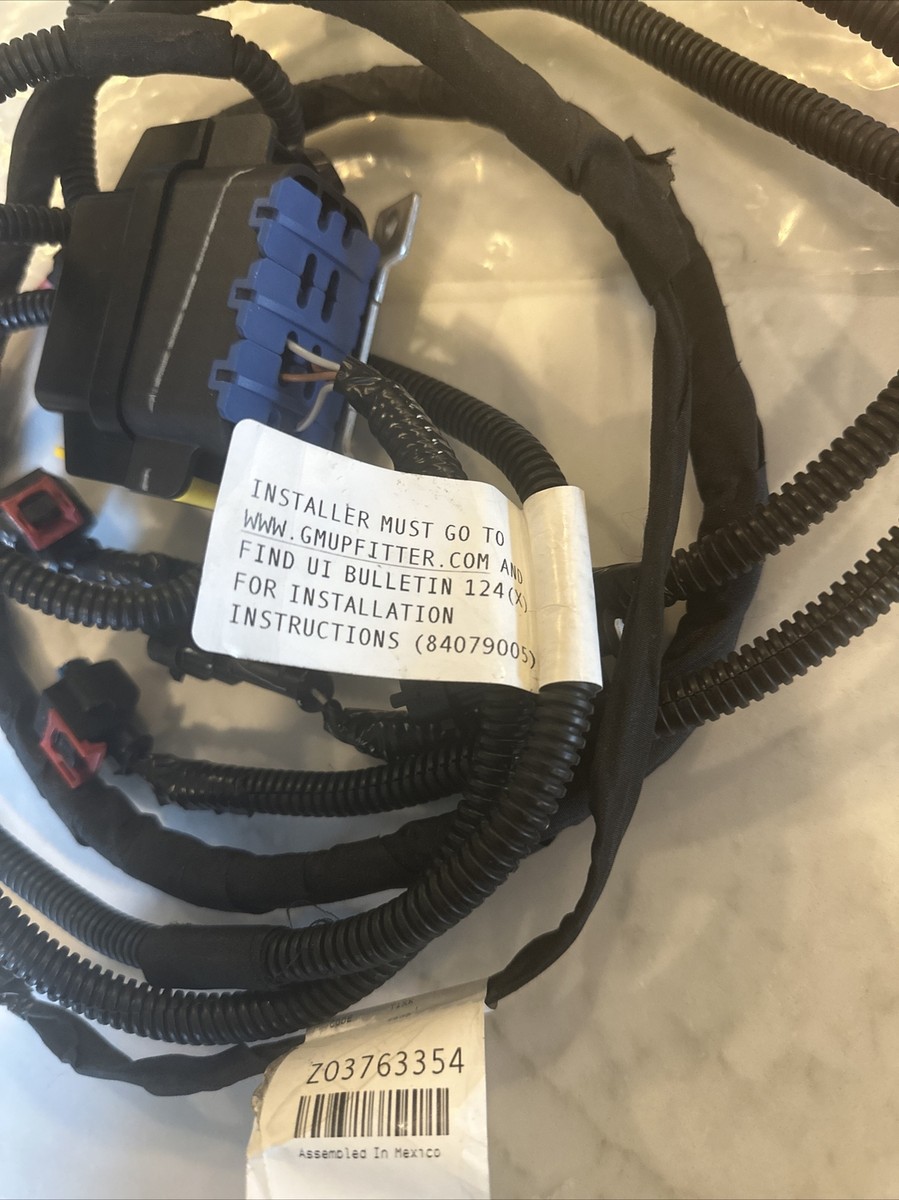 INSTALLER MUST GO TO
WWW.GMUPFITTER.COM AND
FIND UI BULLETIN 124(X)
FOR INSTALLATION
INSTRUCTIONS (84079005)
Z03763354
Assembled In Mexico